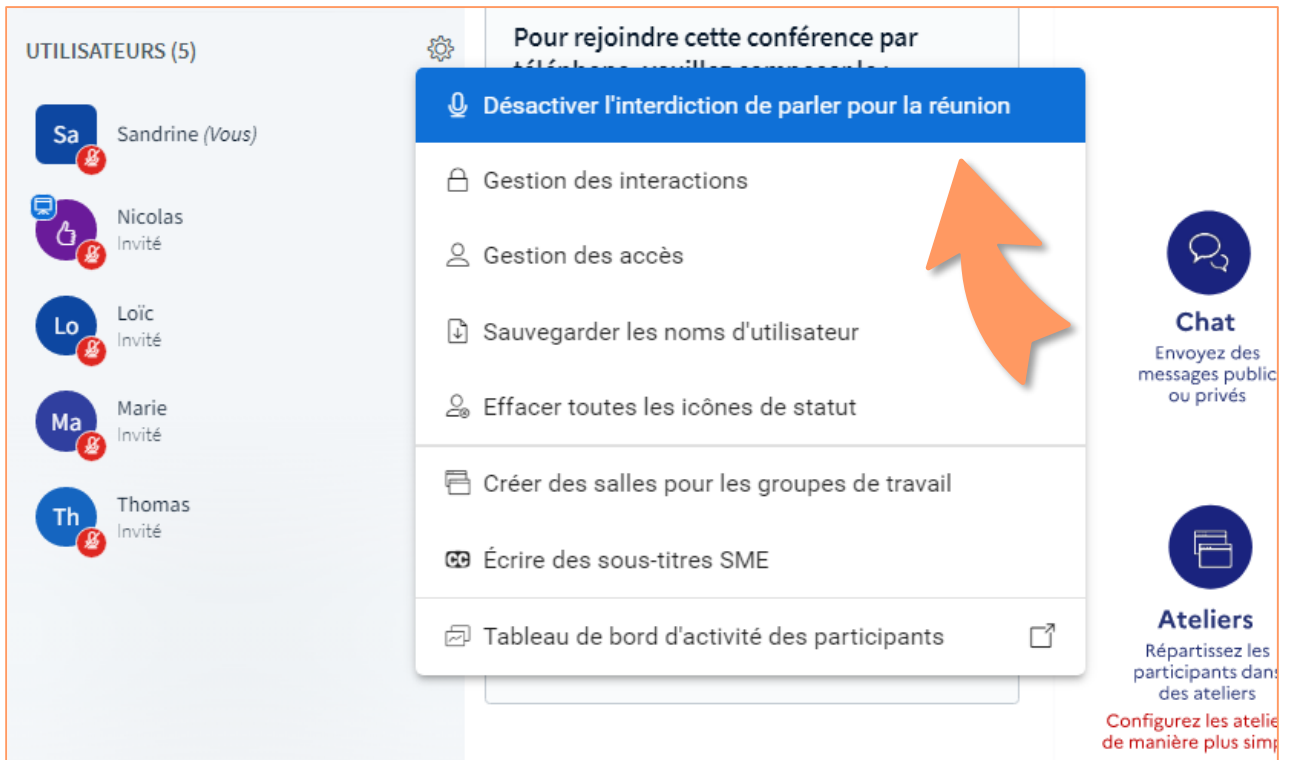 UTILISATEURS (5)
Sa
Sandrine (Vous)
Nicolas
Invité
Lo
Loïc
Invité
Ma
Marie
Invité
Th
Thomas
Invité
Pour rejoindre cette conférence par
Désactiver l'interdiction de parler pour la réunion
Gestion des interactions
Gestion des accès
Sauvegarder les noms d'utilisateur
Effacer toutes les icônes de statut
Créer des salles pour les groupes de travail
CC Écrire des sous-titres SME
Tableau de bord d'activité des participants
Chat
Envoyez des
messages public
ou privés
Ateliers
Répartissez les
participants dans
des ateliers
Configurez les atelie
de manière plus simp